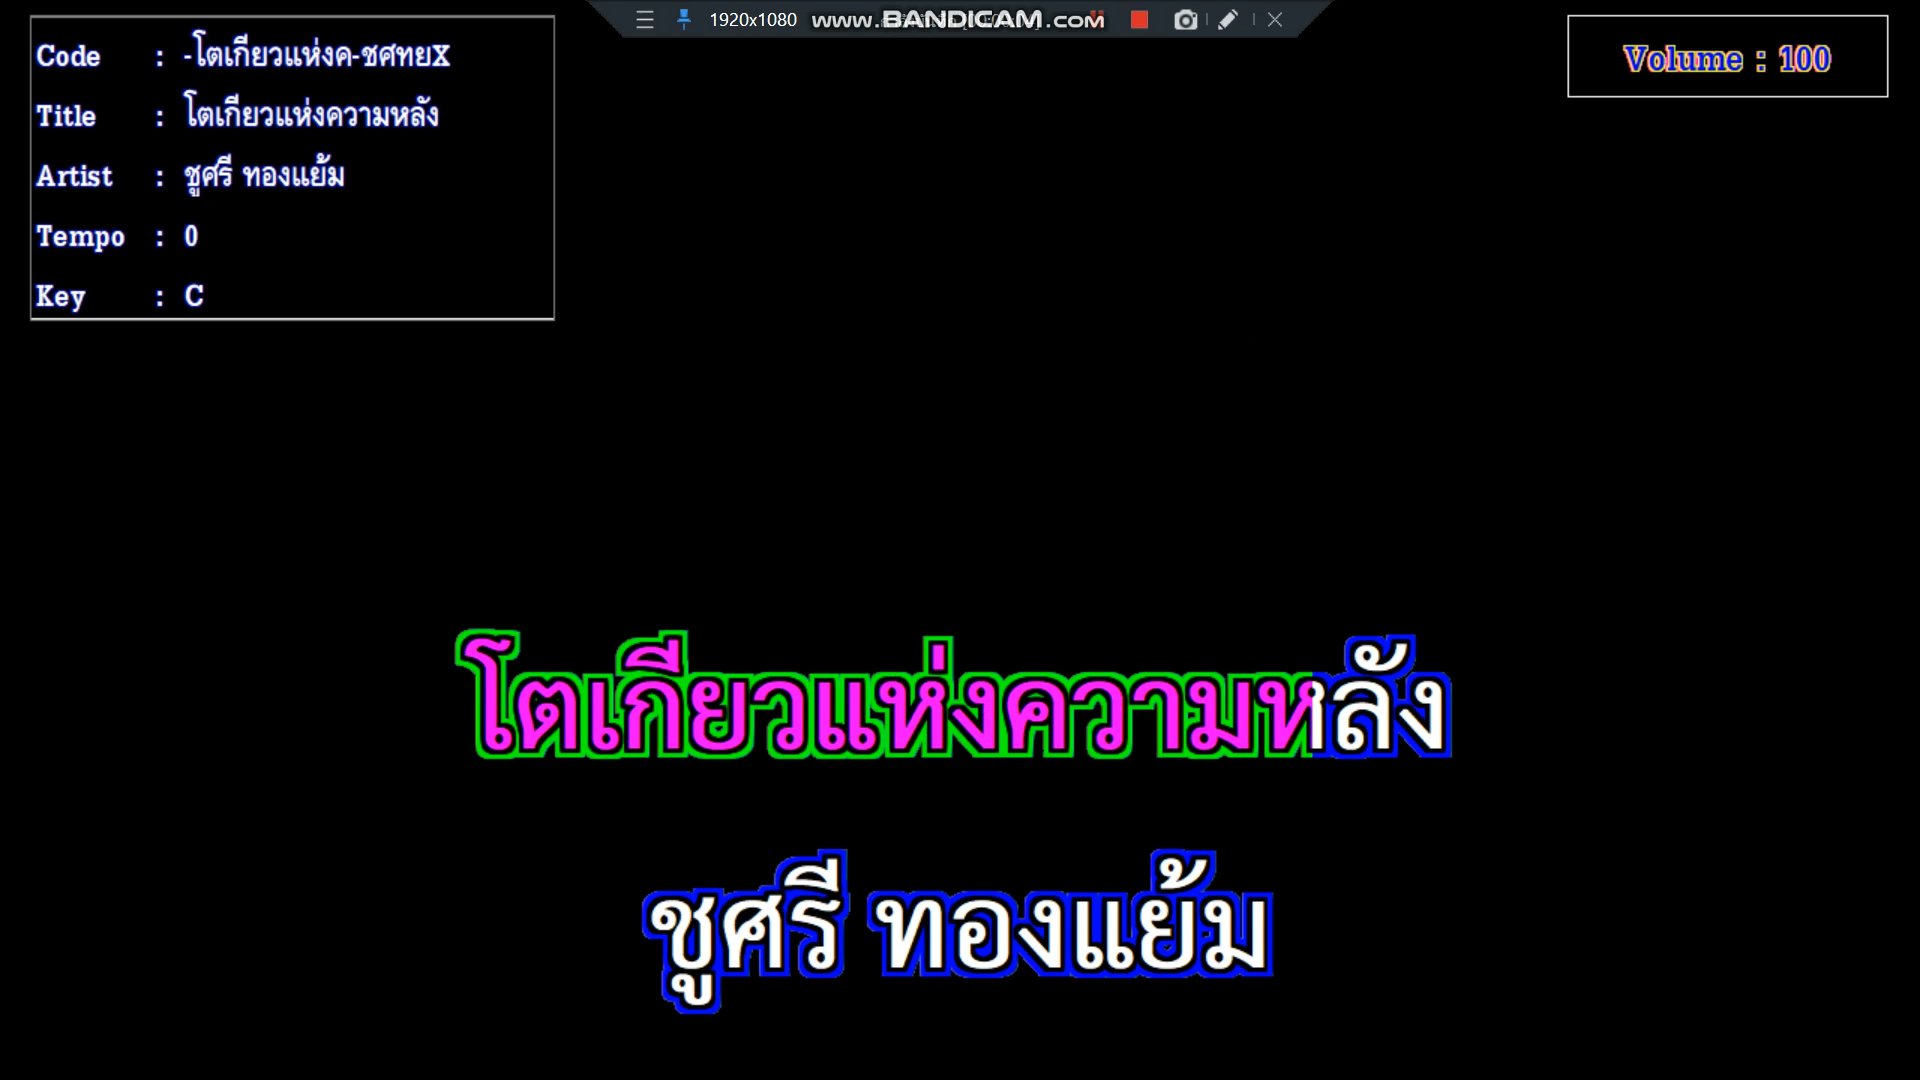 1920x1080 www.BANDICAM.com
Code : -โตเกียวแห่งค-ชศทยX
Title : โตเกียวแห่งความหลัง
Artist : ชูศรี ทองแย้ม
Tempo : 0
Key : C
Volume : 100
โตเกียวแห่งความหลัง
ชูศรี ทองแย้ม